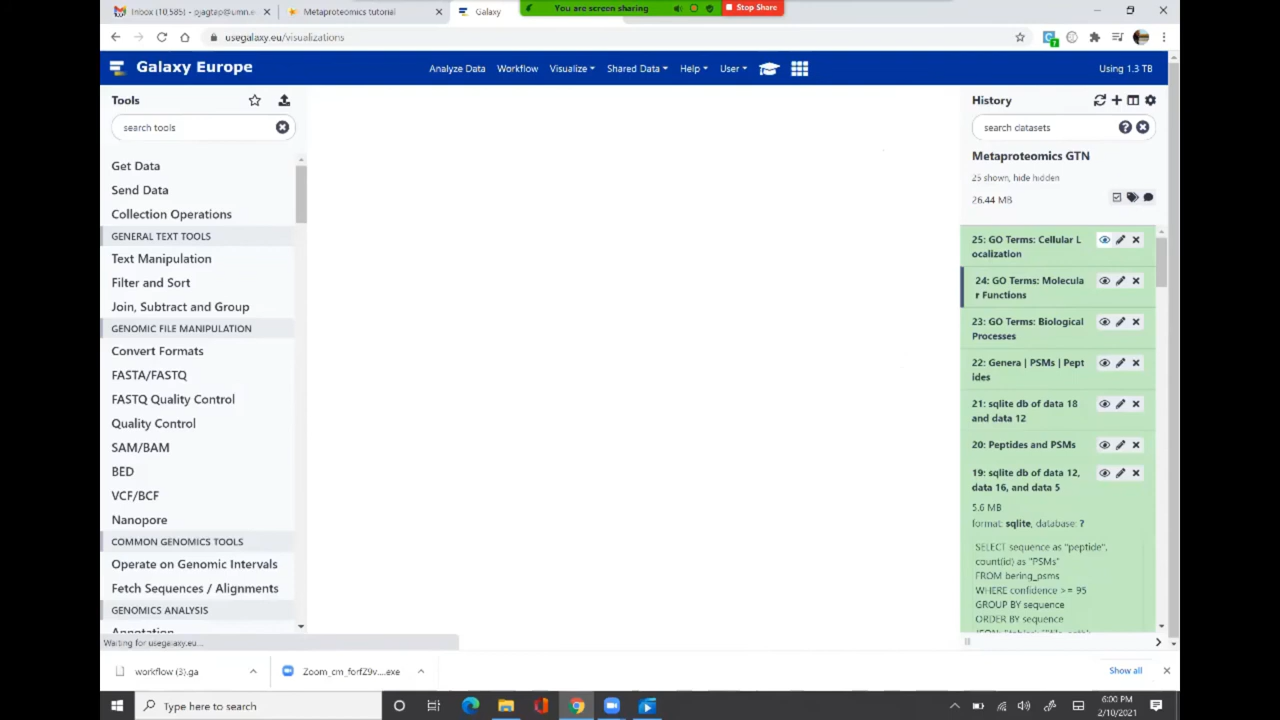 Inbox (10,585) - pjagtap@umn.e
Metaproteomics tutorial
Galaxy
You are screen sharing
Stop Share
usegalaxy.eu/visualizations
Galaxy Europe
Analyze Data
Workflow
Visualize
Shared Data
Help
User
Using 1.3 TB
Tools
search tools
Get Data
Send Data
Collection Operations
GENERAL TEXT TOOLS
Text Manipulation
Filter and Sort
Join, Subtract and Group
GENOMIC FILE MANIPULATION
Convert Formats
FASTA/FASTQ
FASTQ Quality Control
Quality Control
SAM/BAM
BED
VCF/BCF
Nanopore
COMMON GENOMICS TOOLS
Operate on Genomic Intervals
Fetch Sequences / Alignments
GENOMICS ANALYSIS
Annotation
Waiting for usegalaxy.eu...
History
search datasets
Metaproteomics GTN
25 shown, hide hidden
26.44 MB
25: GO Terms: Cellular L
ocalization
24: GO Terms: Molecula
r Functions
23: GO Terms: Biological
Processes
22: Genera | PSMs | Pept
ides
21: sqlite db of data 18
and data 12
20: Peptides and PSMs
19: sqlite db of data 12,
data 16, and data 5
5.6 MB
format: sqlite, database: ?
SELECT sequence as "peptide",
count(id) as "PSMs"
FROM bering_psms
WHERE confidence >= 95
GROUP BY sequence
ORDER BY sequence
workflow (3).ga
Zoom_cm_forfZ9v....exe
Show all
Type here to search
6:00 PM
2/10/2021